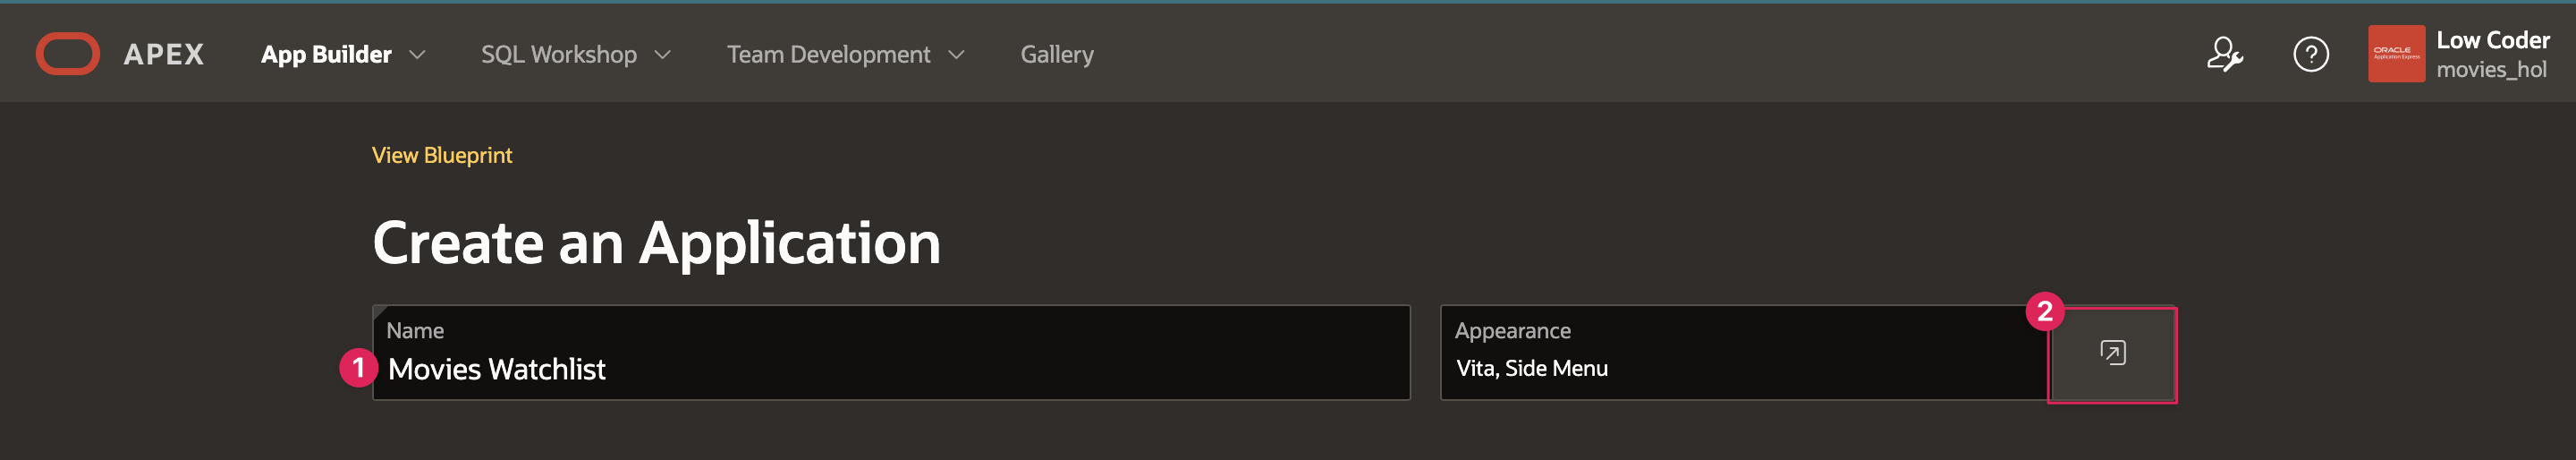 APEX App Builder SQL Workshop Team Development Gallery
ORACLE
Application Express
Low Coder
movies_hol
View Blueprint
Create an Application
Name
1 Movies Watchlist
Appearance
Vita, Side Menu
2